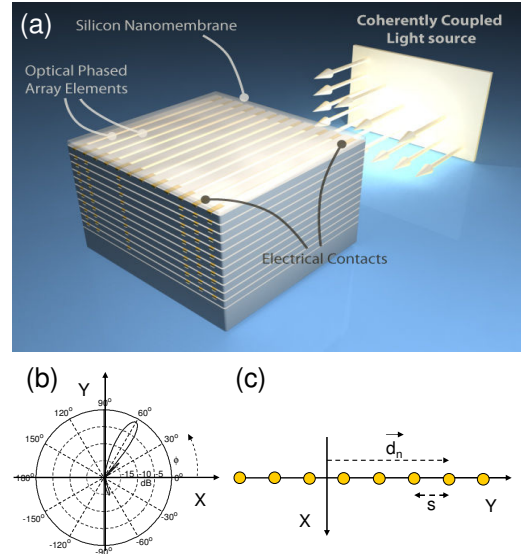 (a)
Silicon Nanomembrane
Coherently Coupled
Light source
Optical Phased
Array Elements
Electrical Contacts
(b)
(c)
Y
90°
120°
60°
150°
30°
ϕ
180°
-15 -10 -5
dB
0°
X
-150°
-30°
-120°
-60°
-90°
dn
s
Y
X